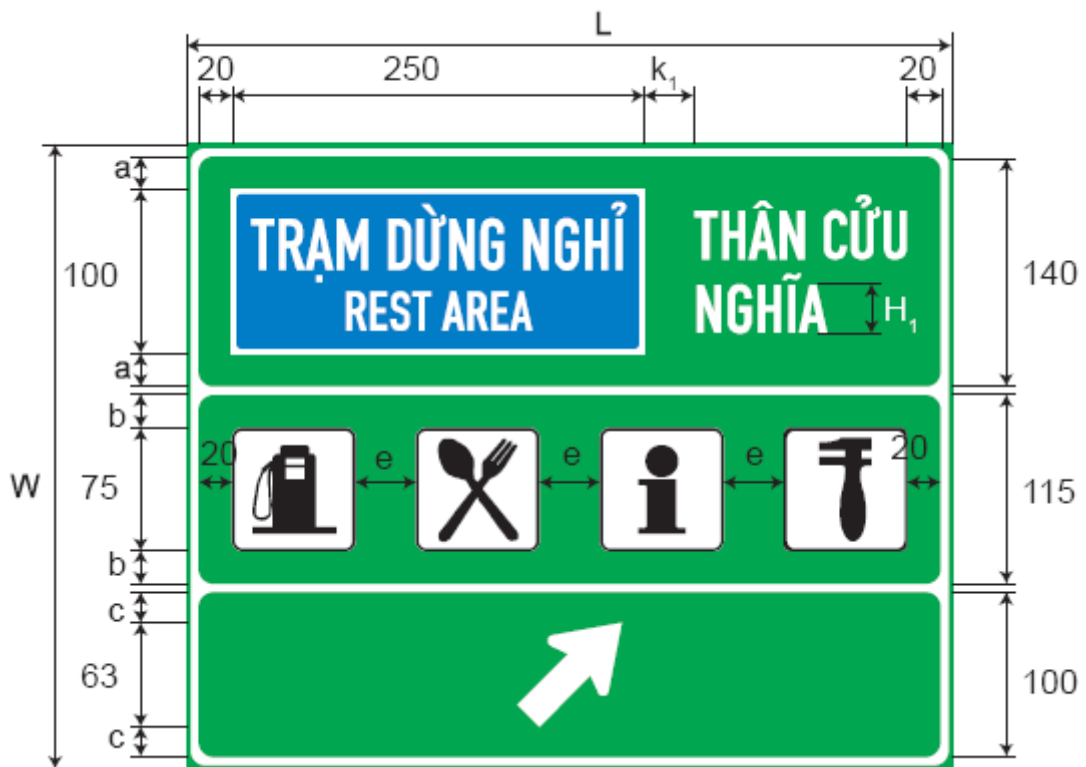 L
20 250 k₁ 20
a
TRẠM DỪNG NGHỈ
REST AREA
THÂN CỬU
NGHĨA
100
H₁
140
a
b
20 e e e 20
W 75
115
b
c
63
100
c